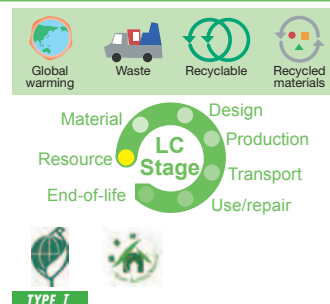 Global warming
Waste
Recyclable
Recycled materials
Design
Material
Production
LC Stage
Resource
Transport
End-of-life
Use/repair
TYPE I